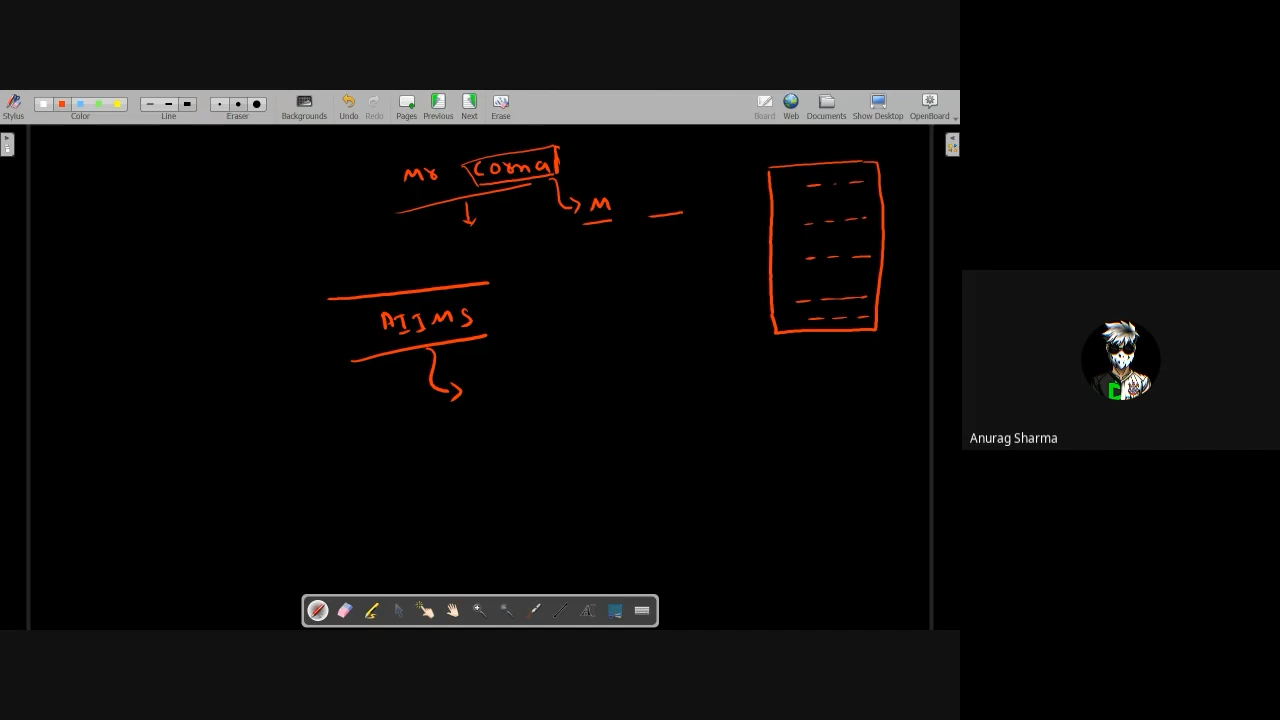 Stylus Color Line Eraser Backgrounds Undo Redo Pages Previous Next Erase Board Web Documents Show Desktop OpenBoard
Mr Corna
M
AIIMS
Anurag Sharma